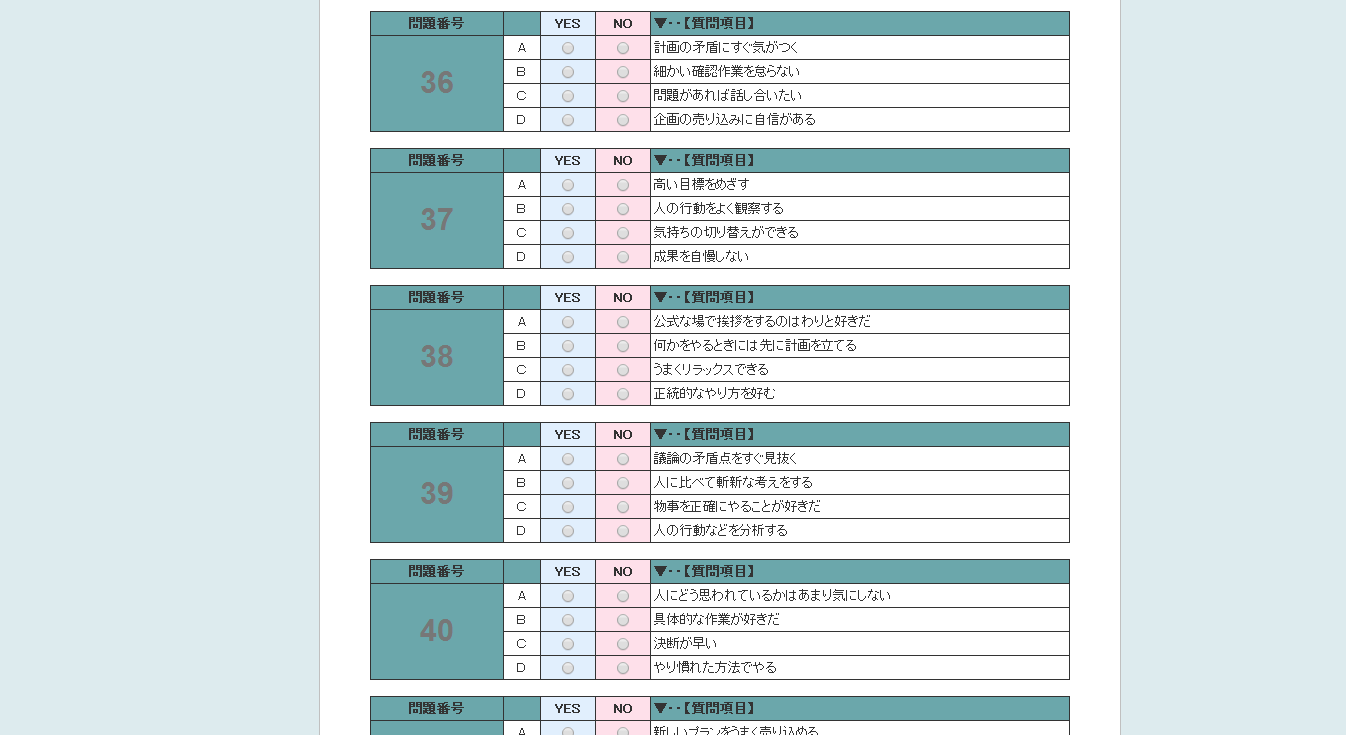 問題番号 YES NO ▼--【質問項目】
36
A 計画の矛盾にすぐ気がつく
B 細かい確認作業を怠らない
C 問題があれば話し合いたい
D 企画の売り込みに自信がある
問題番号 YES NO ▼--【質問項目】
37
A 高い目標をめざす
B 人の行動をよく観察する
C 気持ちの切り替えができる
D 成果を自慢しない
問題番号 YES NO ▼--【質問項目】
38
A 公式な場で挨拶をするのはわりと好きだ
B 何かをやるときには先に計画を立てる
C うまくリラックスできる
D 正統的なやり方を好む
問題番号 YES NO ▼--【質問項目】
39
A 議論の矛盾点をすぐ見抜く
B 人に比べて斬新な考えをする
C 物事を正確にやることが好きだ
D 人の行動などを分析する
問題番号 YES NO ▼--【質問項目】
40
A 人にどう思われているかはあまり気にしない
B 具体的な作業が好きだ
C 決断が早い
D やり慣れた方法でやる
問題番号 YES NO ▼--【質問項目】
A 新しいプランをうまく売り込める